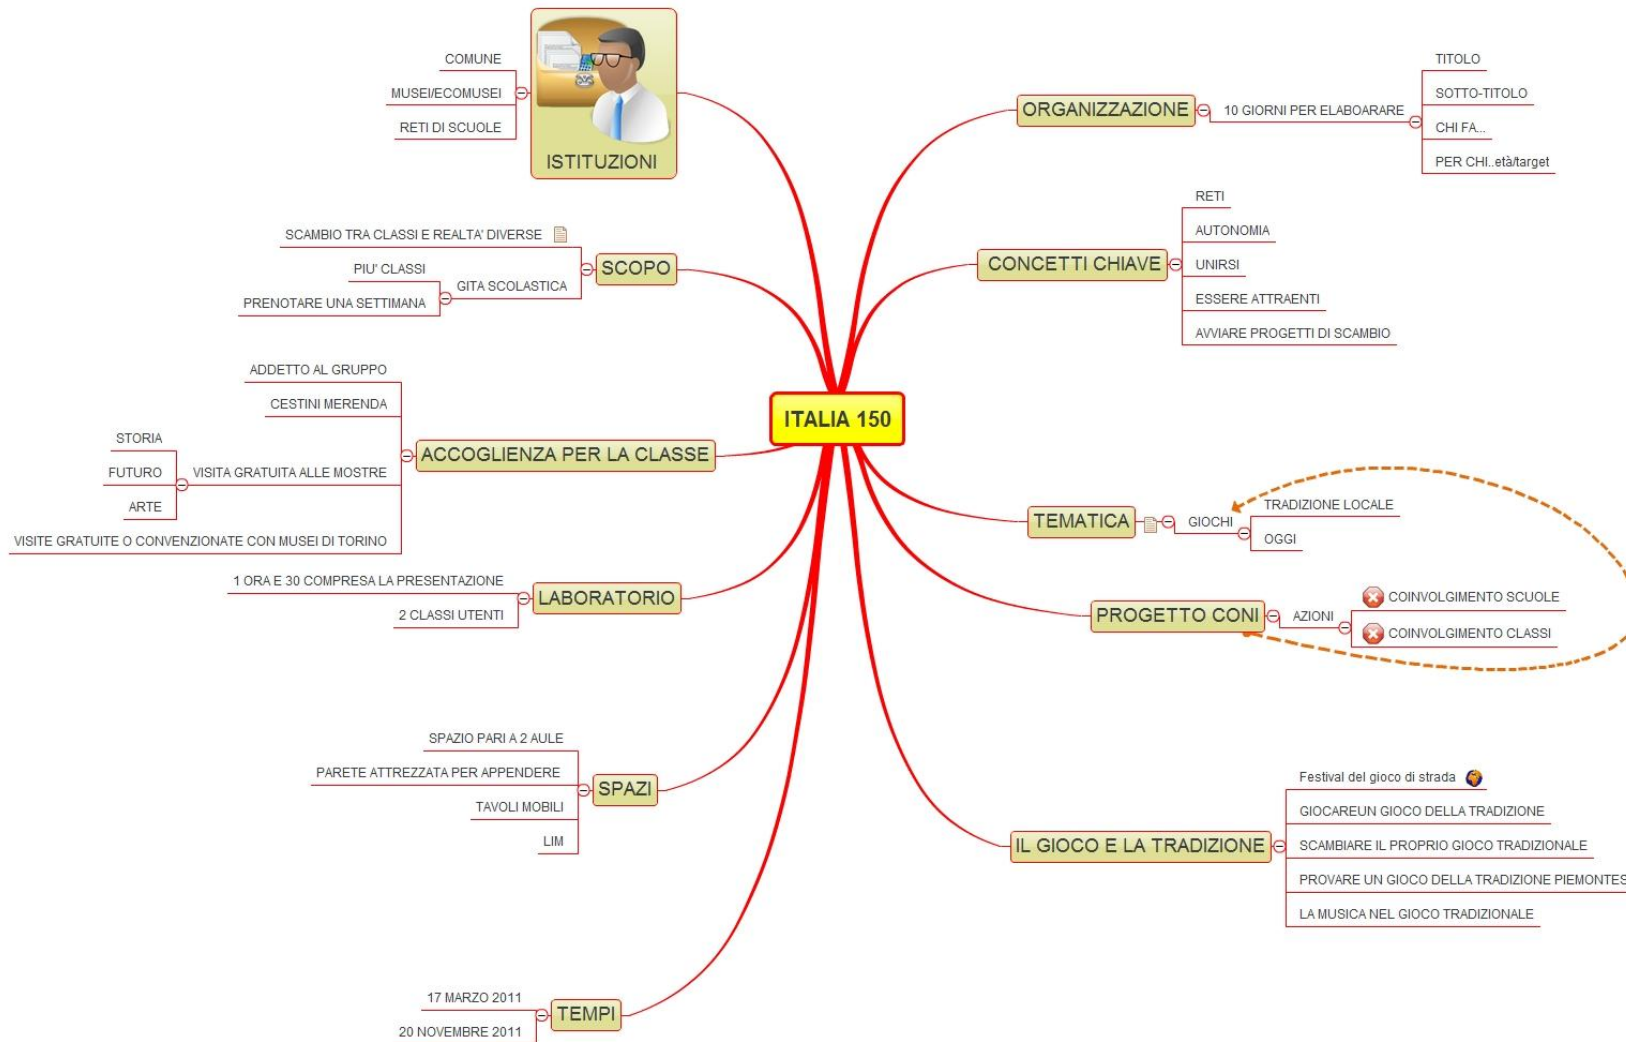 ITALIA 150
ISTITUZIONI
COMUNE
MUSEI/ECOMUSEI
RETI DI SCUOLE
SCOPO
SCAMBIO TRA CLASSI E REALTA' DIVERSE
GITA SCOLASTICA
PIU' CLASSI
PRENOTARE UNA SETTIMANA
ACCOGLIENZA PER LA CLASSE
ADDETTO AL GRUPPO
CESTINI MERENDA
VISITA GRATUITA ALLE MOSTRE
STORIA
FUTURO
ARTE
VISITE GRATUITE O CONVENZIONATE CON MUSEI DI TORINO
LABORATORIO
1 ORA E 30 COMPRESA LA PRESENTAZIONE
2 CLASSI UTENTI
SPAZI
SPAZIO PARI A 2 AULE
PARETE ATTREZZATA PER APPENDERE
TAVOLI MOBILI
LIM
TEMPI
17 MARZO 2011
20 NOVEMBRE 2011
ORGANIZZAZIONE
10 GIORNI PER ELABOARARE
TITOLO
SOTTO-TITOLO
CHI FA...
PER CHI..età/target
CONCETTI CHIAVE
RETI
AUTONOMIA
UNIRSI
ESSERE ATTRAENTI
AVVIARE PROGETTI DI SCAMBIO
TEMATICA
GIOCHI
TRADIZIONE LOCALE
OGGI
PROGETTO CONI
AZIONI
COINVOLGIMENTO SCUOLE
COINVOLGIMENTO CLASSI
IL GIOCO E LA TRADIZIONE
Festival del gioco di strada
GIOCAREUN GIOCO DELLA TRADIZIONE
SCAMBIARE IL PROPRIO GIOCO TRADIZIONALE
PROVARE UN GIOCO DELLA TRADIZIONE PIEMONTES
LA MUSICA NEL GIOCO TRADIZIONALE